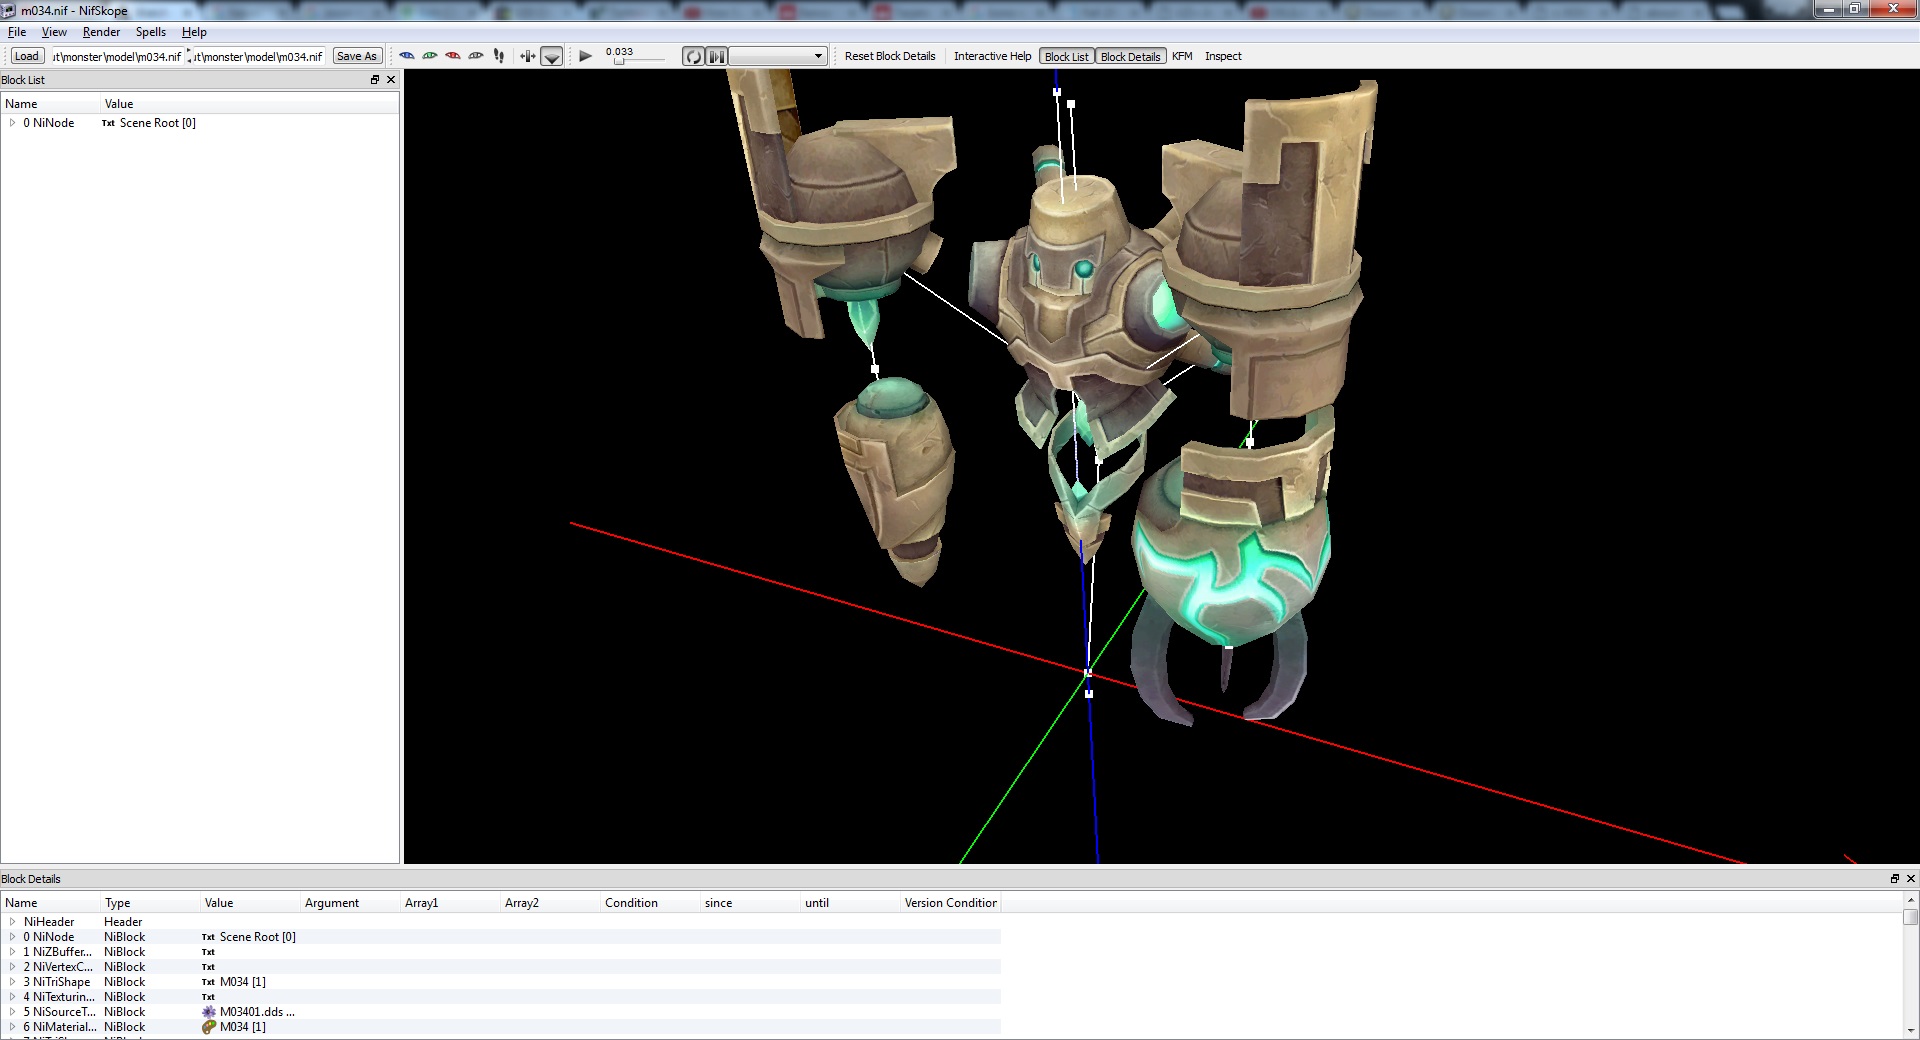 m034.nif - NifSkope
File View Render Spells Help
Load ıt\monster\model\m034.nif ıt\monster\model\m034.nif Save As 0.033 Reset Block Details Interactive Help Block List Block Details KFM Inspect
Block List
Name Value
0 NiNode Txt Scene Root [0]
Block Details
Name Type Value Argument Array1 Array2 Condition since until Version Condition
NiHeader Header
0 NiNode NiBlock Txt Scene Root [0]
1 NiZBuffer... NiBlock Txt
2 NiVertexC... NiBlock Txt
3 NiTriShape NiBlock Txt M034 [1]
4 NiTexturin... NiBlock Txt
5 NiSourceT... NiBlock M03401.dds ...
6 NiMaterial... NiBlock M034 [1]